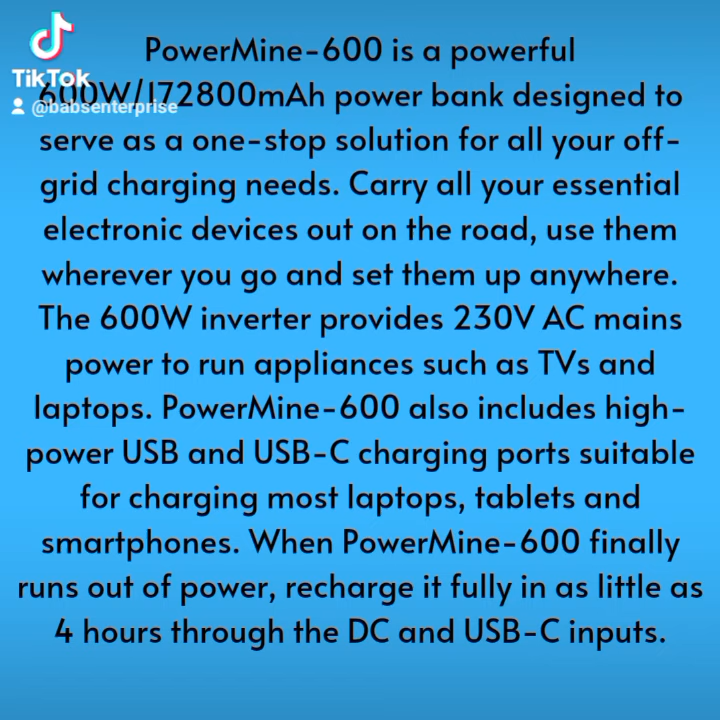 TikTok
@babsenterprise
PowerMine-600 is a powerful
600W/172800mAh power bank designed to
serve as a one-stop solution for all your off-
grid charging needs. Carry all your essential
electronic devices out on the road, use them
wherever you go and set them up anywhere.
The 600W inverter provides 230V AC mains
power to run appliances such as TVs and
laptops. PowerMine-600 also includes high-
power USB and USB-C charging ports suitable
for charging most laptops, tablets and
smartphones. When PowerMine-600 finally
runs out of power, recharge it fully in as little as
4 hours through the DC and USB-C inputs.